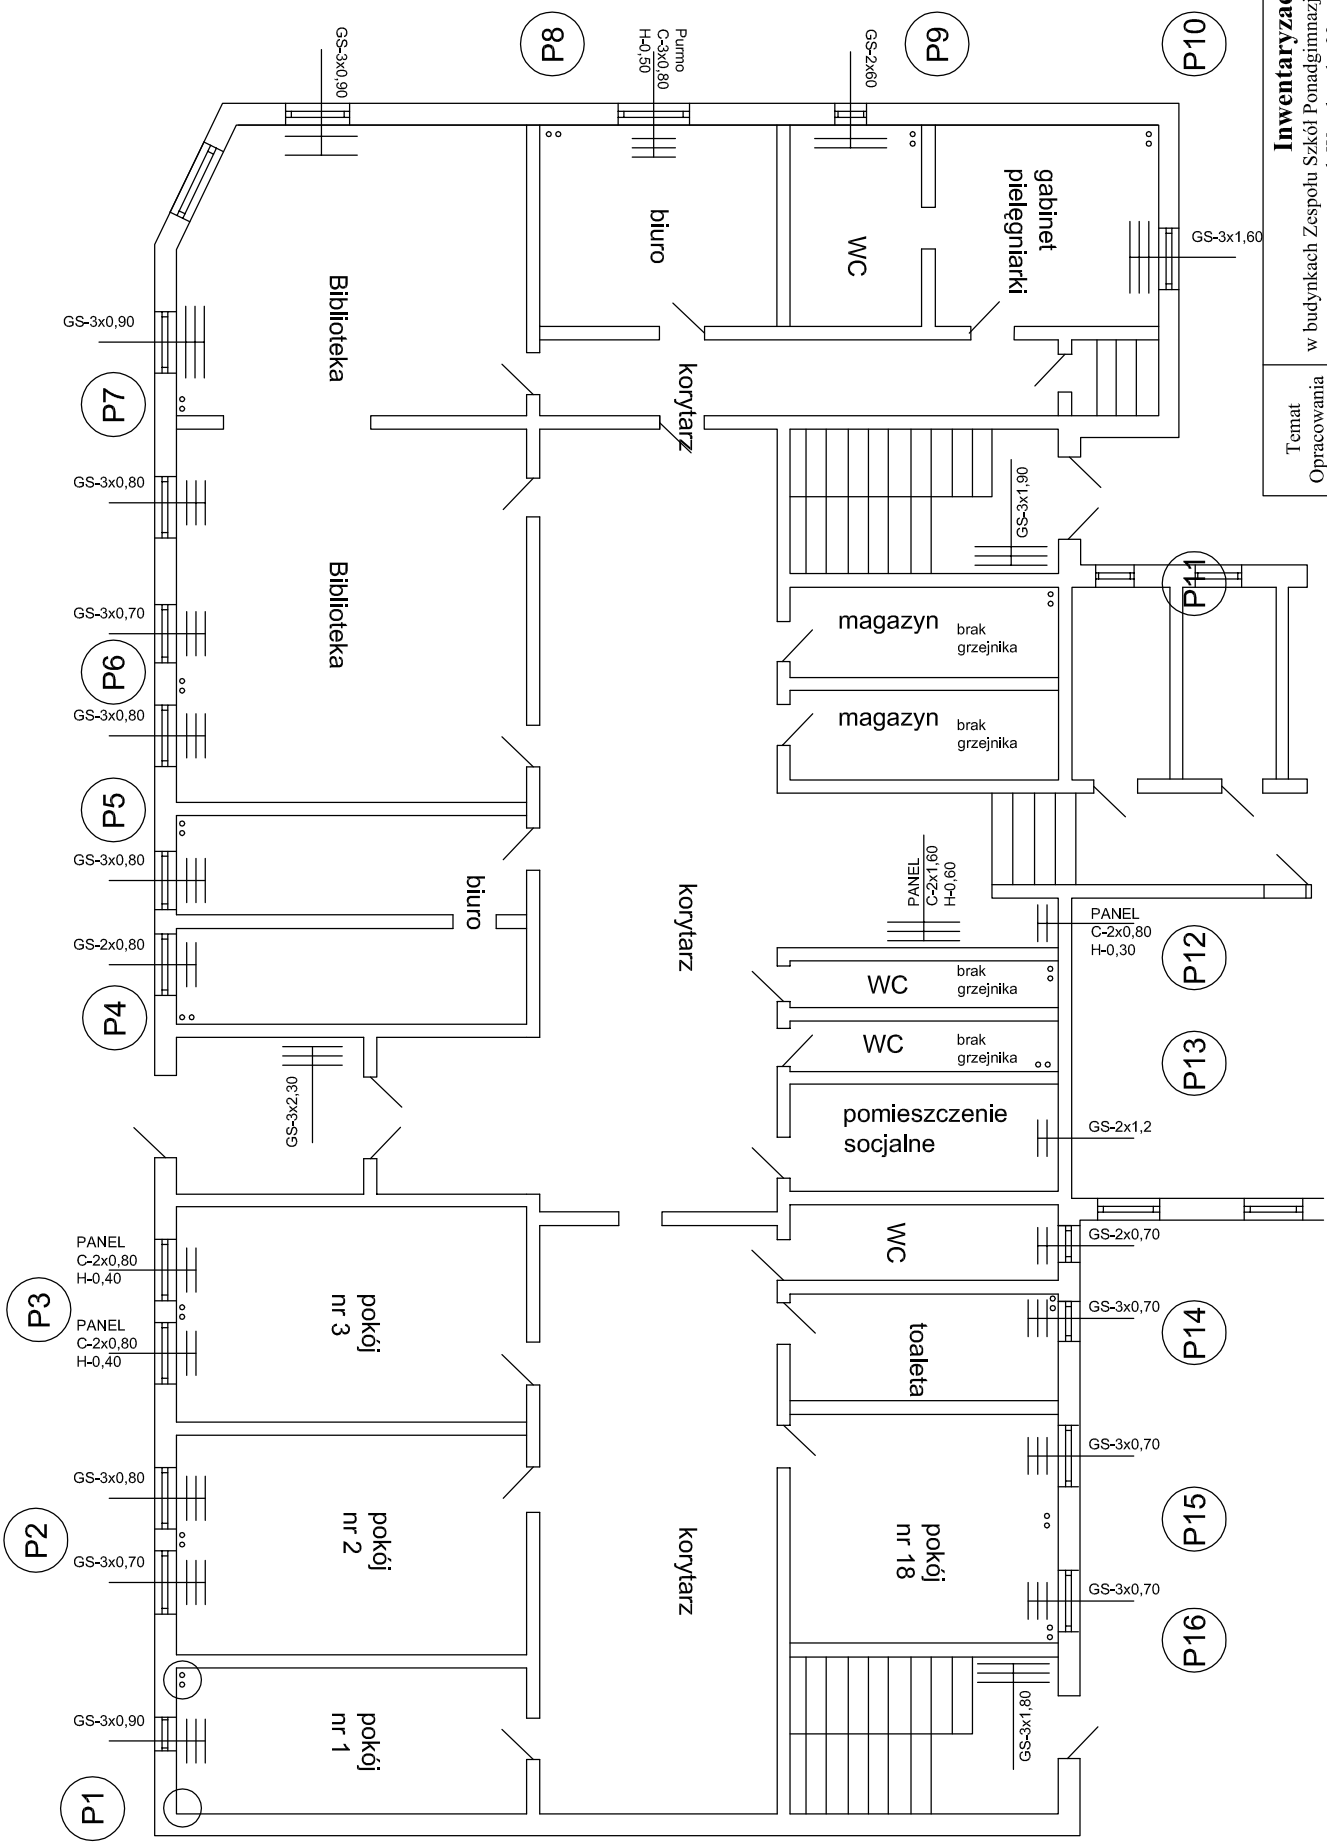 P8
P9
P10
GS-3x0,90
Purmo
C-3x0,80
H-0,50
GS-2x60
GS-3x1,60
w budynkach Zespołu Szkół
Temat
Opracowania
Biblioteka
biuro
WC
gabinet
pielęgniarki
GS-3x0,90
P7
korytarz
GS-3x0,80
GS-3x1,90
Biblioteka
P11
GS-3x0,70
P6
GS-3x0,80
magazyn
brak
grzejnika
magazyn
brak
grzejnika
P5
GS-3x0,80
biuro
korytarz
PANEL
C-2x1,60
H-0,60
PANEL
C-2x0,80
H-0,30
P12
GS-2x0,80
P4
WC
brak
grzejnika
WC
brak
grzejnika
P13
GS-3x2,30
pomieszczenie
socjalne
GS-2x1,2
PANEL
C-2x0,80
H-0,40
P3
PANEL
C-2x0,80
H-0,40
pokój
nr 3
WC
GS-2x0,70
GS-3x0,70
P14
toaleta
GS-3x0,70
GS-3x0,80
P2
GS-3x0,70
pokój
nr 2
korytarz
pokój
nr 18
P15
GS-3x0,70
P16
GS-3x0,90
P1
pokój
nr 1
GS-3x1,80